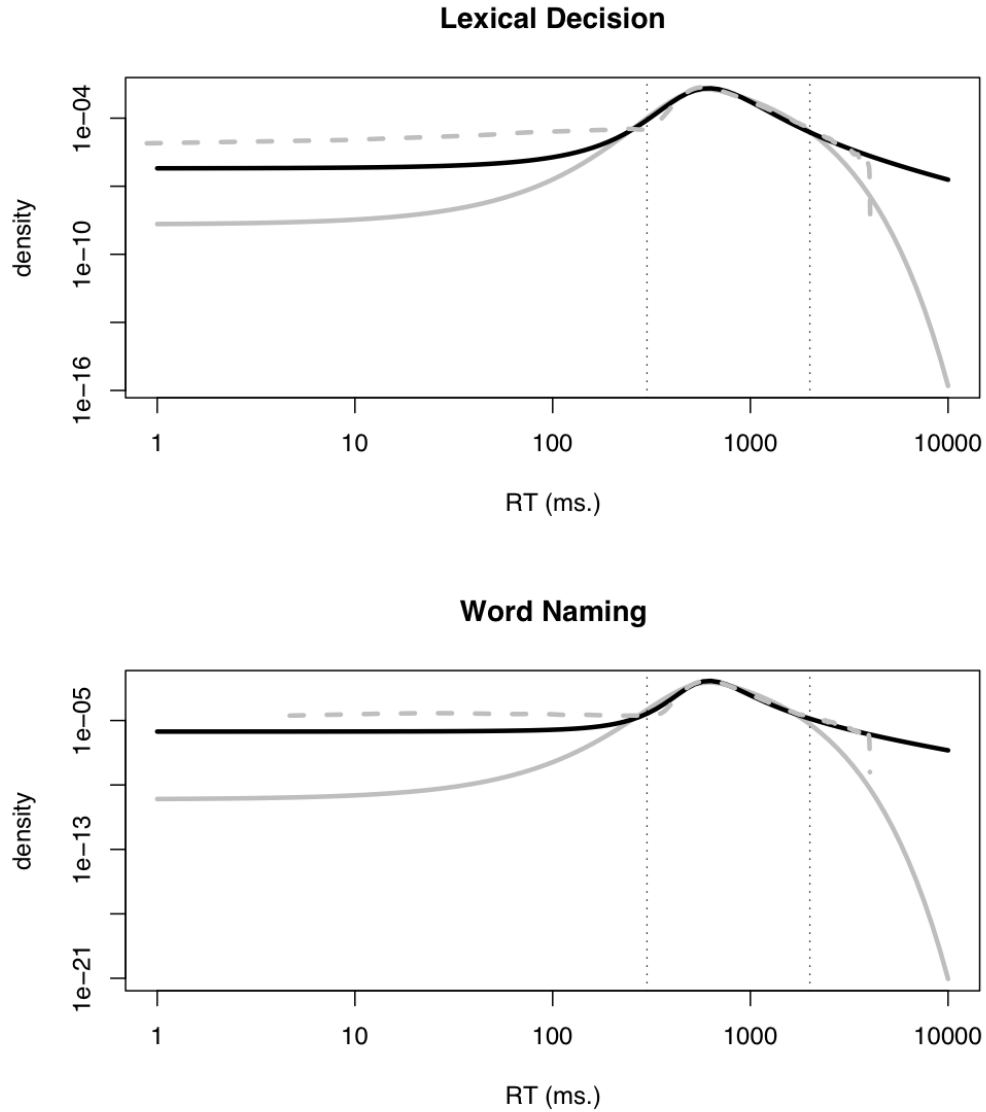 Lexical Decision
density
1e-04
1e-10
1e-16
1 10 100 1000 10000
RT (ms.)
Word Naming
density
1e-05
1e-13
1e-21
1 10 100 1000 10000
RT (ms.)